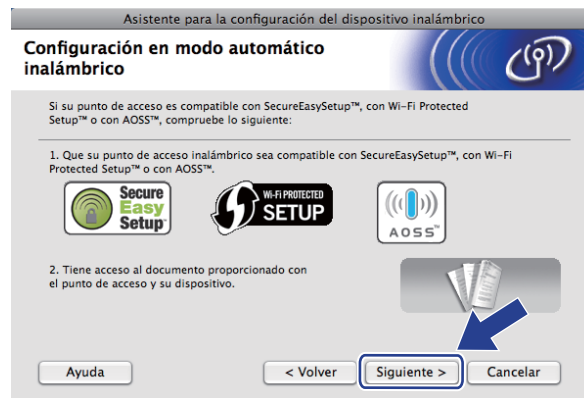 Asistente para la configuración del dispositivo inalámbrico
Configuración en modo automático
inalámbrico
Si su punto de acceso es compatible con SecureEasySetup™, con Wi-Fi Protected
Setup™ o con AOSS™, compruebe lo siguiente:
1. Que su punto de acceso inalámbrico sea compatible con SecureEasySetup™, con Wi-Fi
Protected Setup™ o con AOSS™.
Secure
Easy
Setup™
WI-FI PROTECTED
SETUP
AOSS™
2. Tiene acceso al documento proporcionado con
el punto de acceso y su dispositivo.
Ayuda
< Volver
Siguiente >
Cancelar